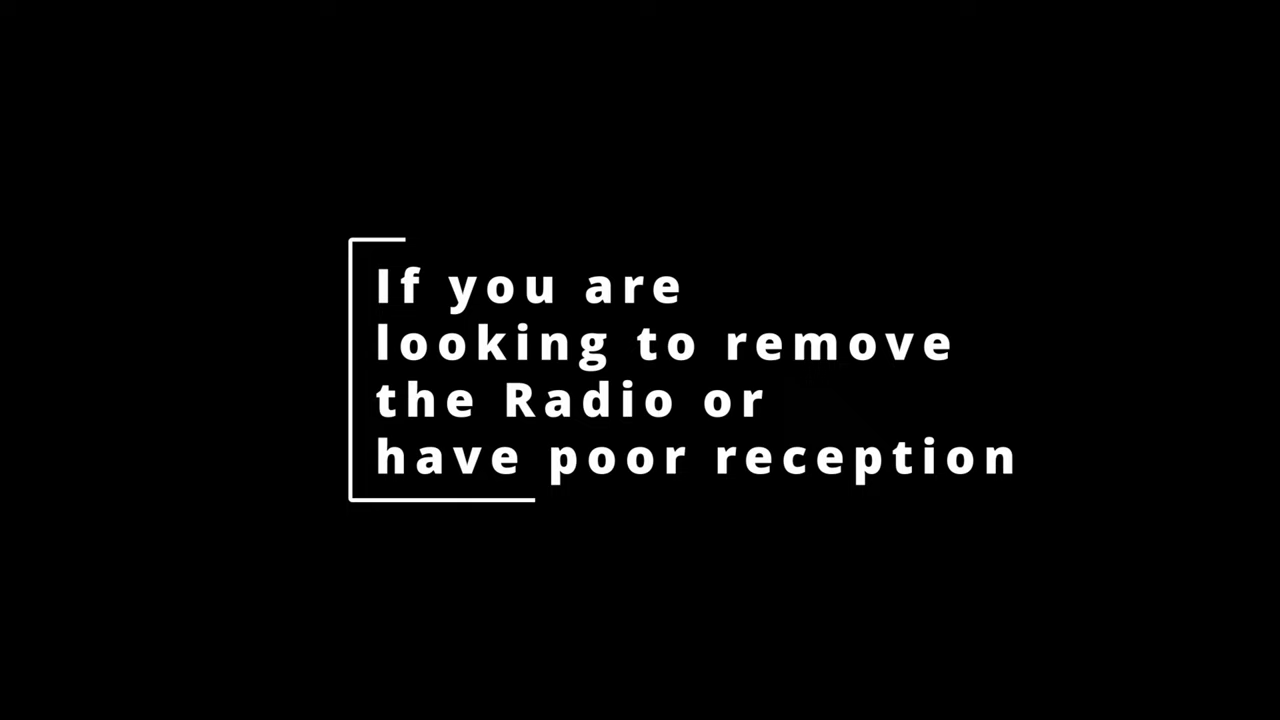 If you are
looking to remove
the Radio or
have poor reception